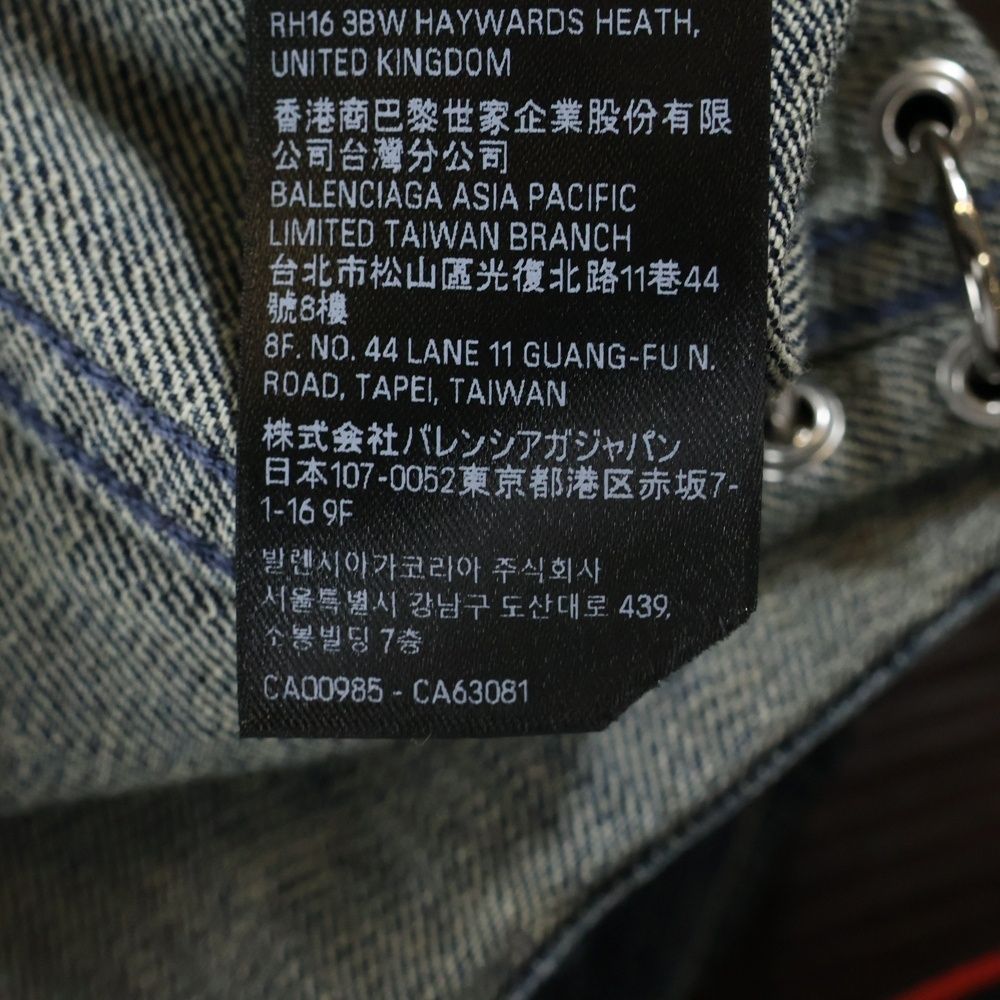 RH16 3BW HAYWARDS HEATH,
UNITED KINGDOM
香港商巴黎世家企業股份有限
公司台灣分公司
BALENCIAGA ASIA PACIFIC
LIMITED TAIWAN BRANCH
台北市松山區光復北路11巷44
號8樓
8F. NO. 44 LANE 11 GUANG-FU N.
ROAD, TAPEI, TAIWAN
株式会社バレンシアガジャパン
日本107-0052東京都港区赤坂7-
1-16 9F
발렌시아가코리아 주식회사
서울특별시 강남구 도산대로 439,
소봉빌딩 7층
CA00985 - CA63081